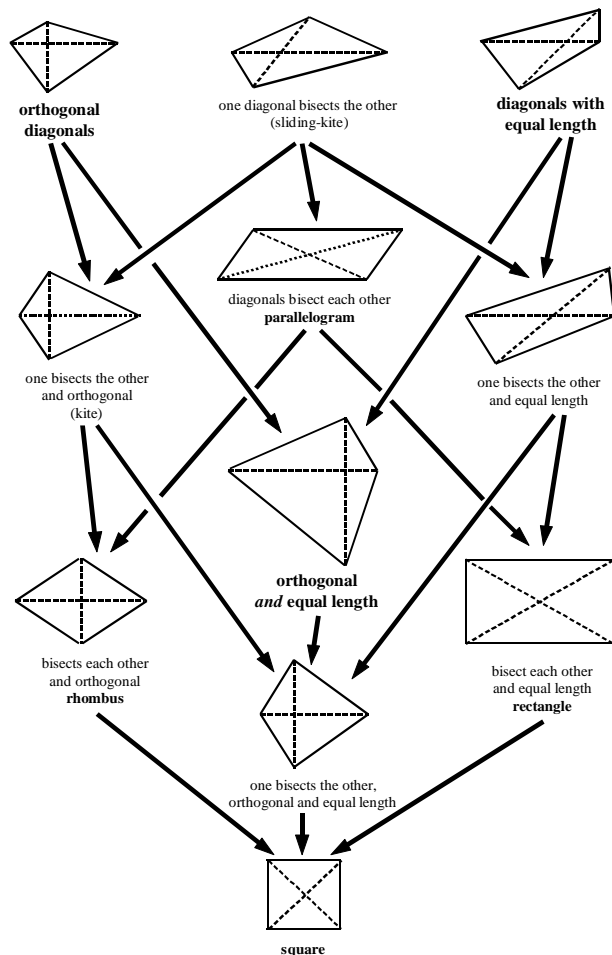 orthogonal
diagonals
one diagonal bisects the other
(sliding-kite)
diagonals with
equal length
diagonals bisect each other
parallelogram
one bisects the other
and orthogonal
(kite)
one bisects the other
and equal length
orthogonal
and equal length
bisects each other
and orthogonal
rhombus
bisect each other
and equal length
rectangle
one bisects the other,
orthogonal and equal length
square